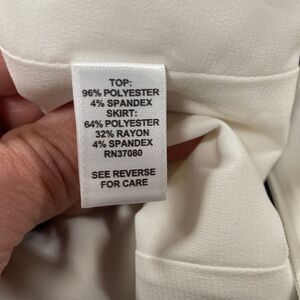 TOP:
96% POLYESTER
4% SPANDEX
SKIRT:
64% POLYESTER
32% RAYON
4% SPANDEX
RN37080
SEE REVERSE
FOR CARE